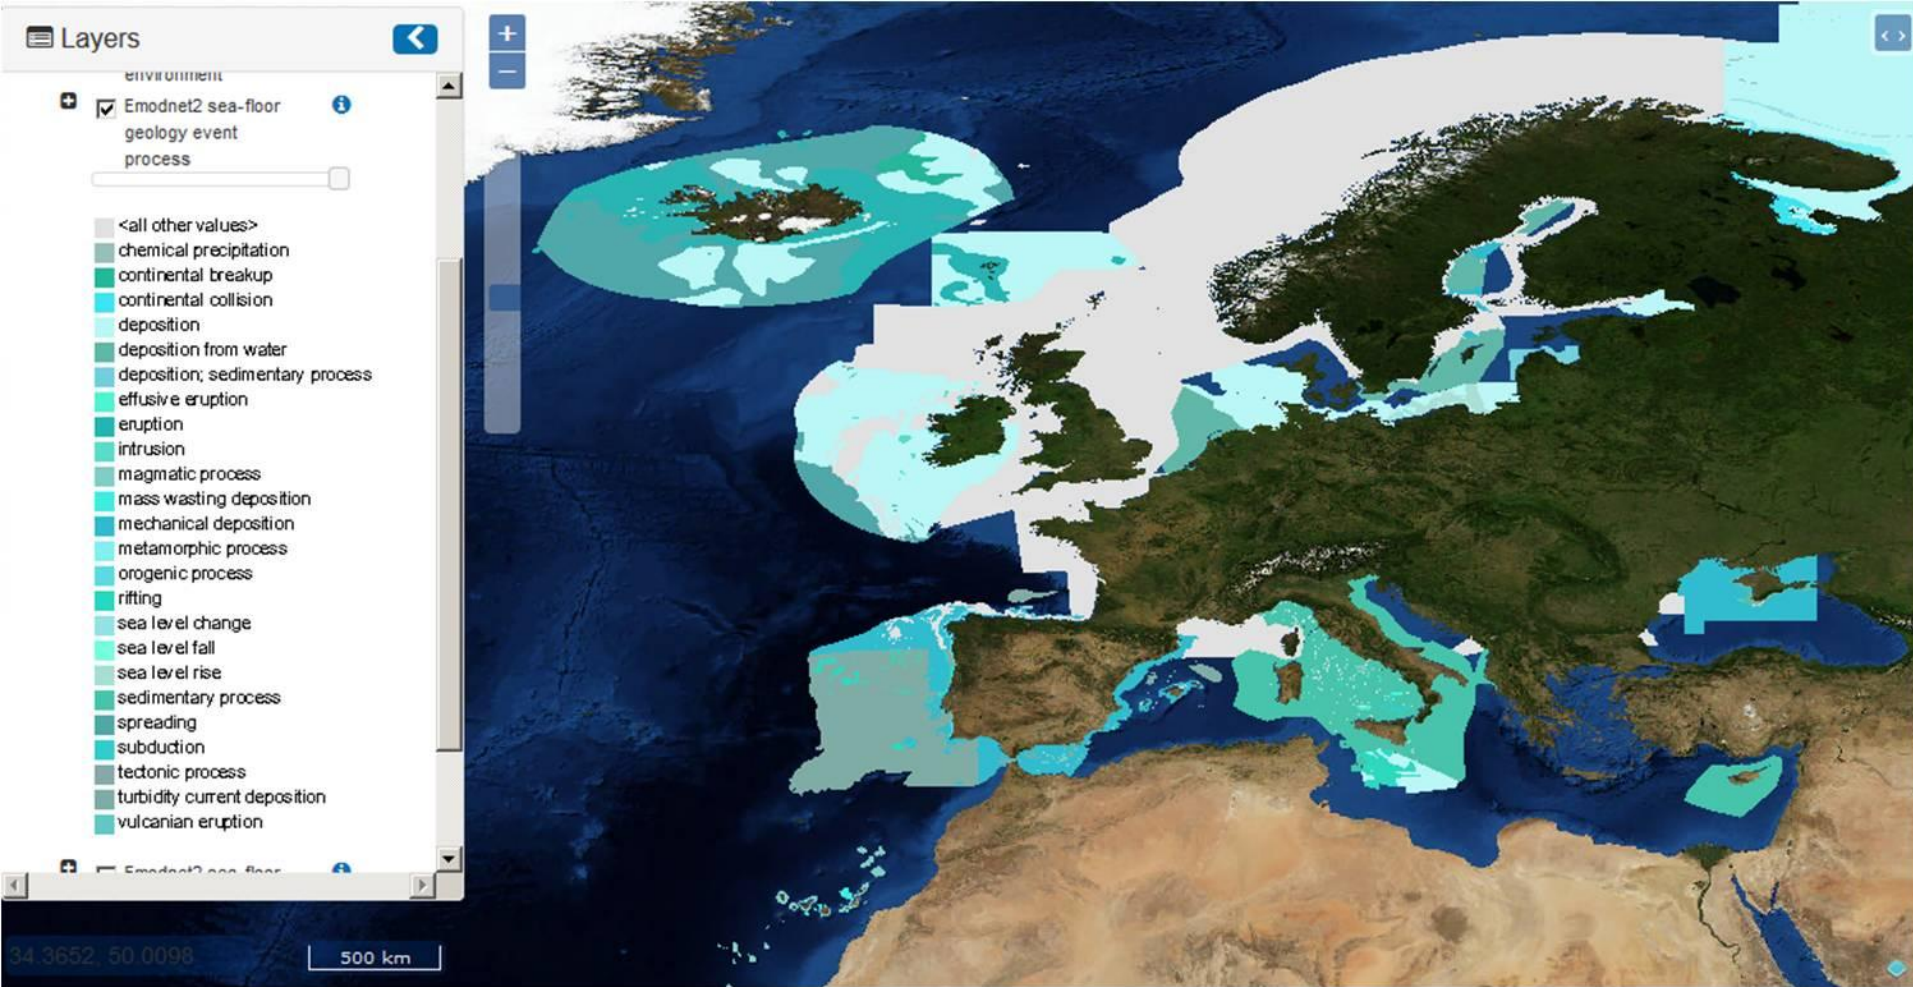 Layers
environment
Emodnet2 sea-floor
geology event
process
<all other values>
chemical precipitation
continental breakup
continental collision
deposition
deposition from water
deposition; sedimentary process
effusive eruption
eruption
intrusion
magmatic process
mass wasting deposition
mechanical deposition
metamorphic process
orogenic process
rifting
sea level change
sea level fall
sea level rise
sedimentary process
spreading
subduction
tectonic process
turbidity current deposition
vulcanian eruption
Emodnet2 sea-floor
34.3652, 50.0098
500 km